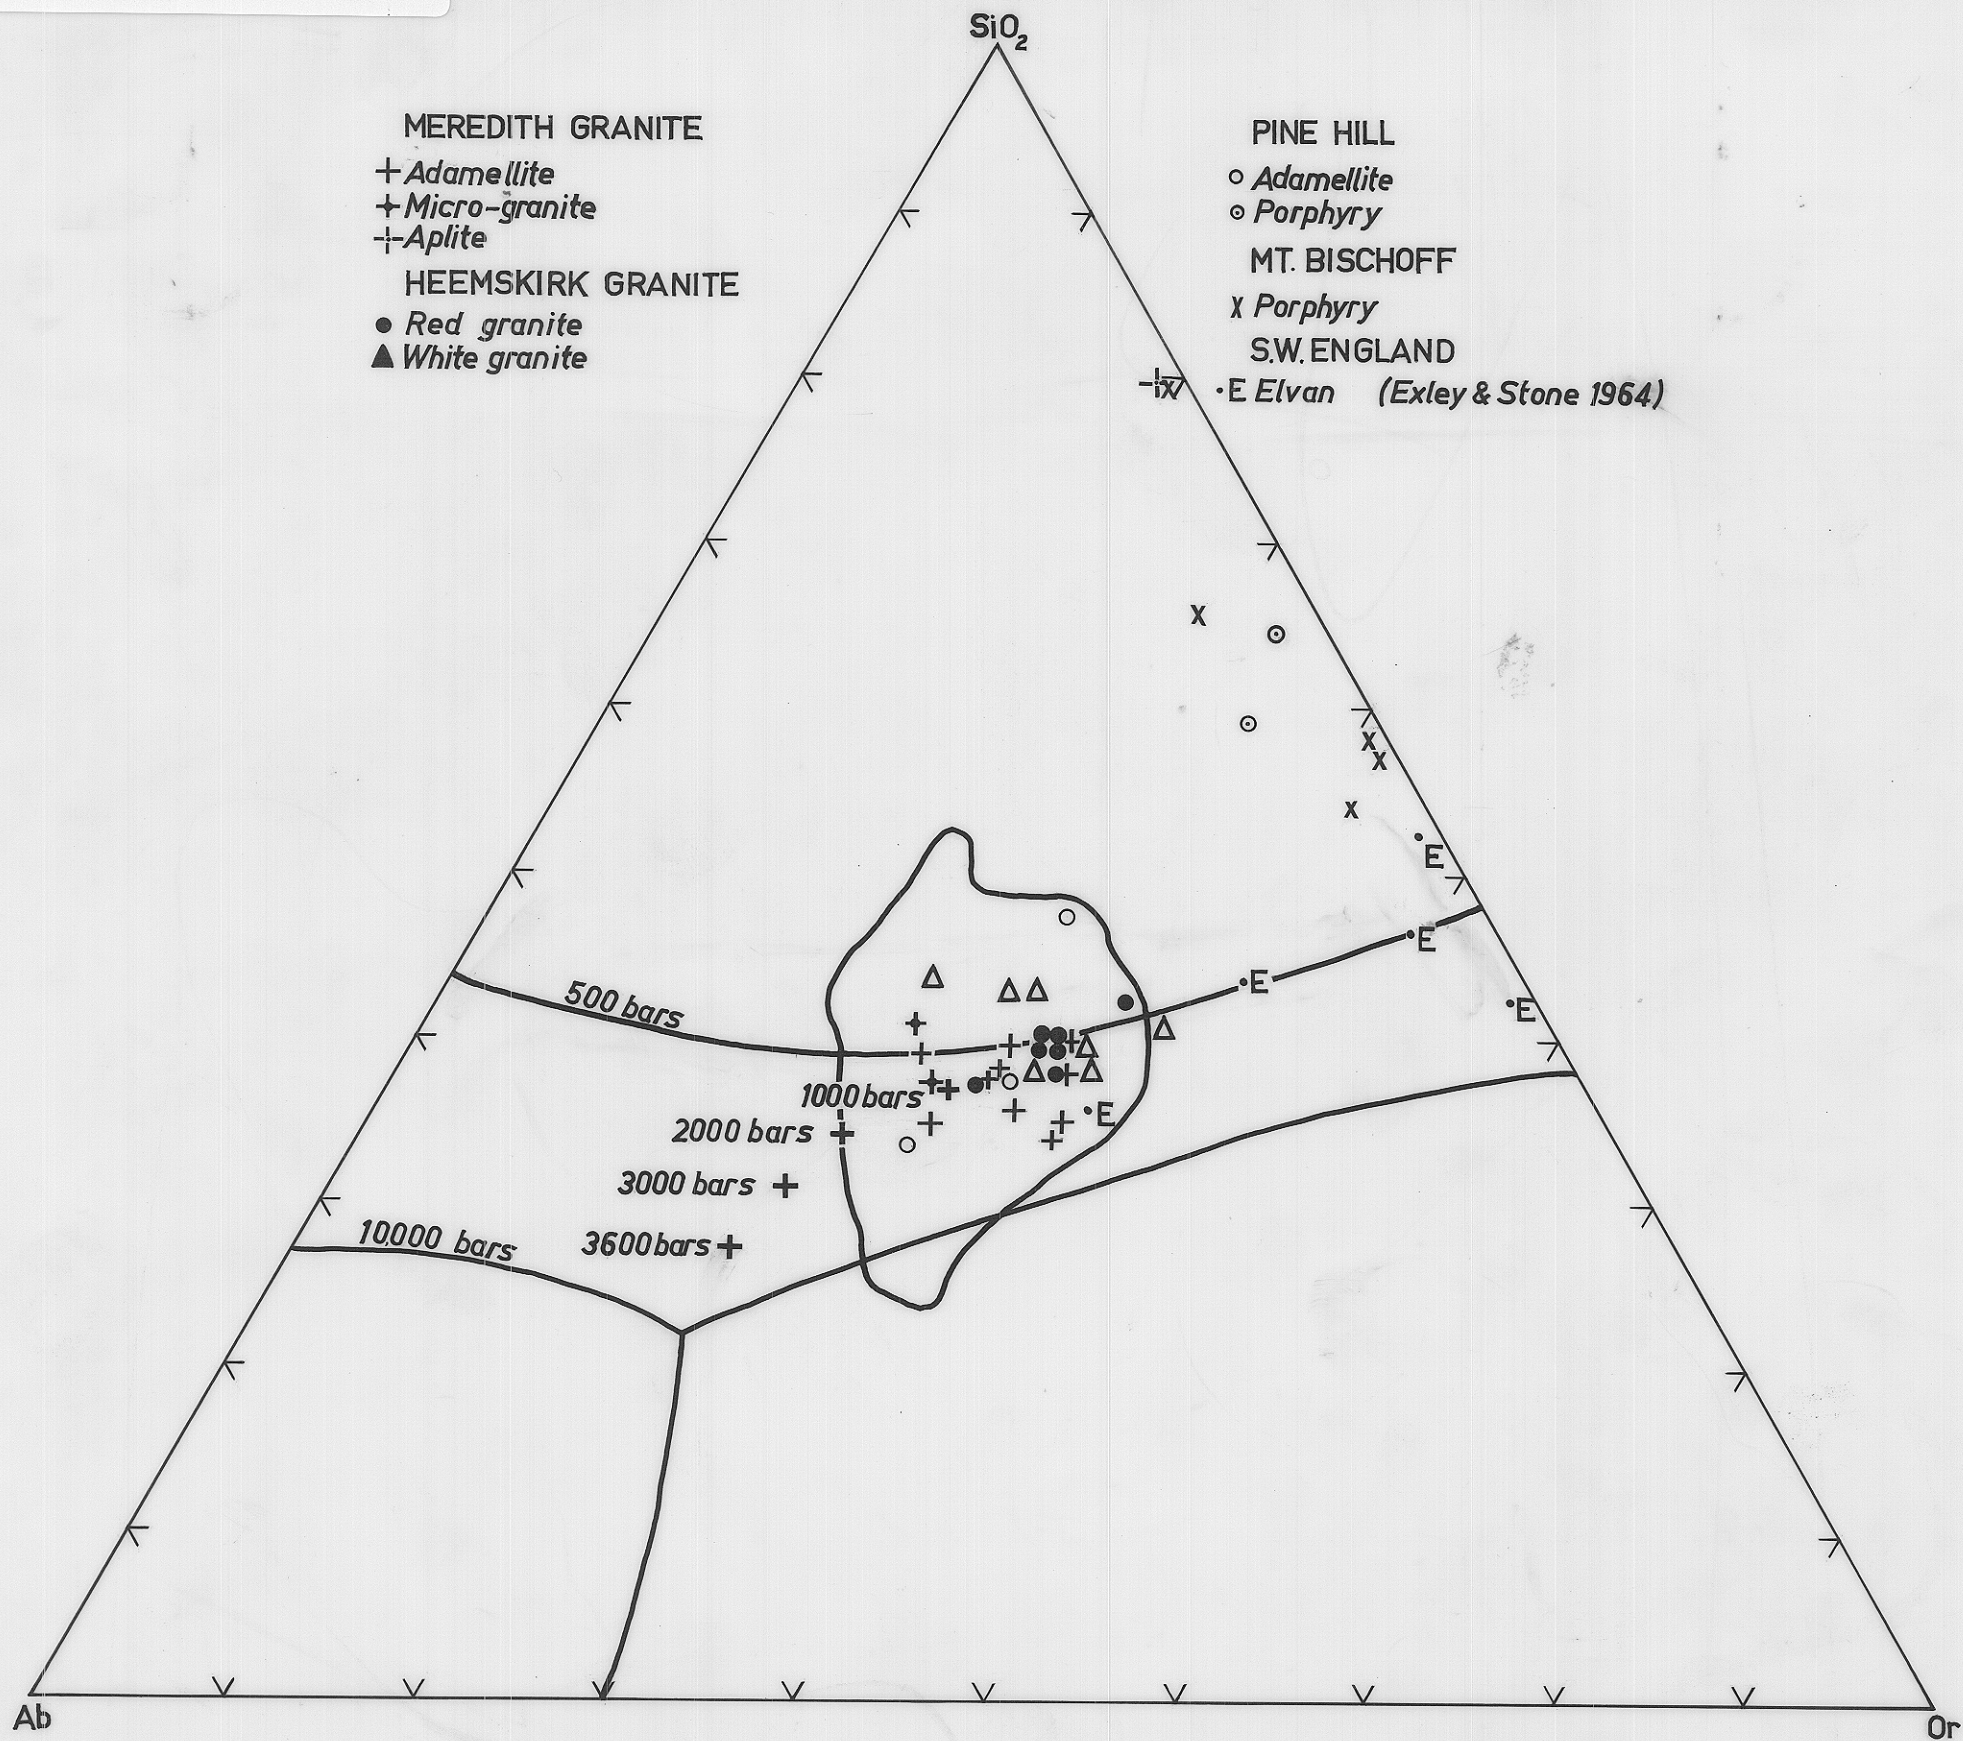 SiO2
MEREDITH GRANITE
Adamellite
Micro-granite
Aplite
HEEMSKIRK GRANITE
Red granite
White granite
PINE HILL
Adamellite
Porphyry
MT. BISCHOFF
x Porphyry
S.W. ENGLAND
·E Elvan (Exley & Stone 1964)
x
x
x
x
x
E
E
E
E
500 bars
1000 bars
E
2000 bars
3000 bars
10,000 bars
3600 bars
Ab
Or